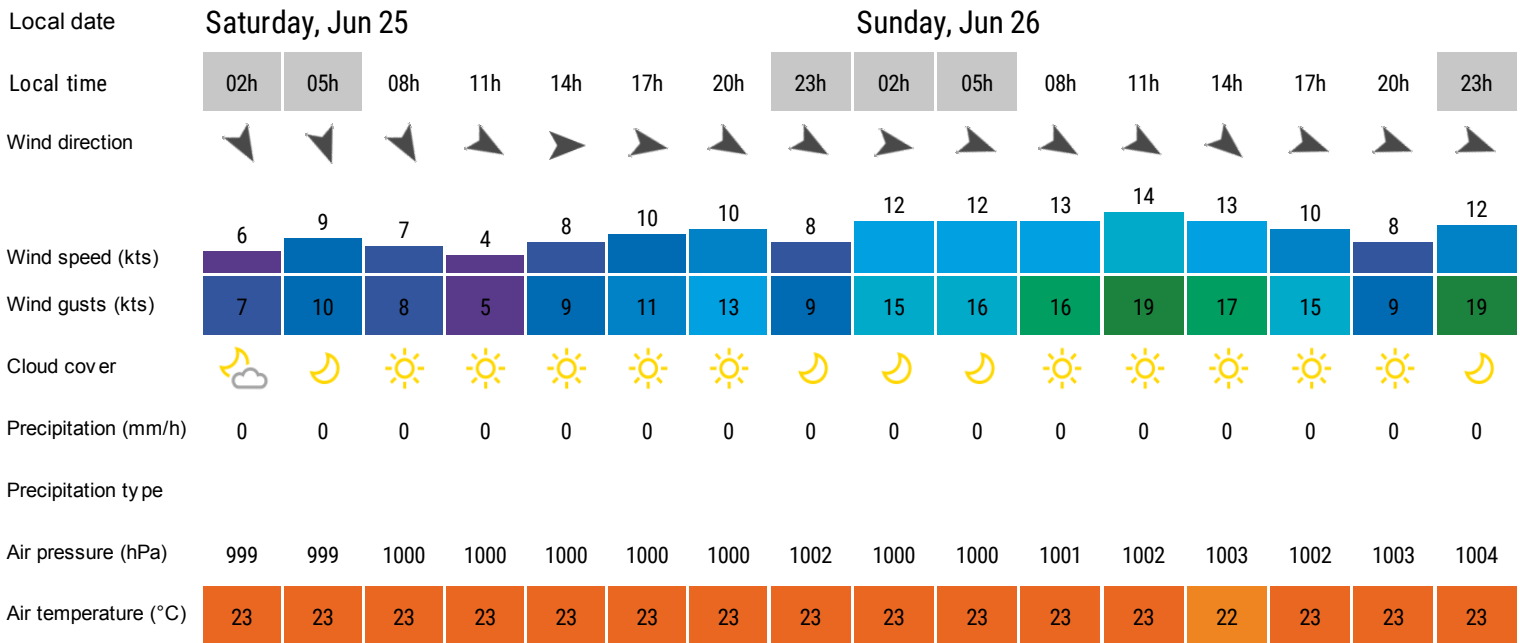 Local date Saturday, Jun 25 Sunday, Jun 26
Local time 02h 05h 08h 11h 14h 17h 20h 23h 02h 05h 08h 11h 14h 17h 20h 23h
Wind direction
Wind speed (kts) 6 9 7 4 8 10 10 8 12 12 13 14 13 10 8 12
Wind gusts (kts) 7 10 8 5 9 11 13 9 15 16 16 19 17 15 9 19
Cloud cover
Precipitation (mm/h) 0 0 0 0 0 0 0 0 0 0 0 0 0 0 0 0
Precipitation type
Air pressure (hPa) 999 999 1000 1000 1000 1000 1000 1002 1000 1000 1001 1002 1003 1002 1003 1004
Air temperature (°C) 23 23 23 23 23 23 23 23 23 23 23 23 22 23 23 23